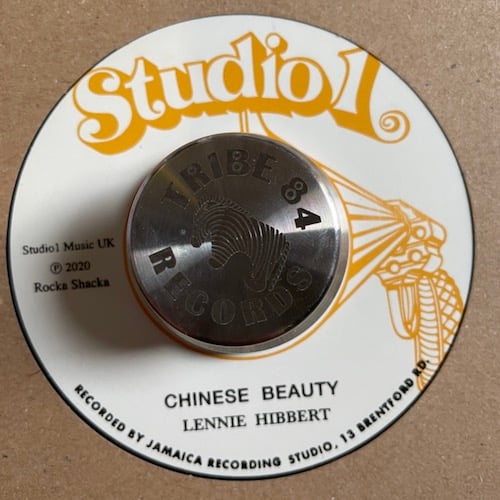 Studio 1
TRIBE 84
RECORDS
Studio1 Music UK
℗ 2020
Rocka Shacka
CHINESE BEAUTY
LENNIE HIBBERT
RECORDED BY JAMAICA RECORDING STUDIO, 13 BRENTFORD RD.